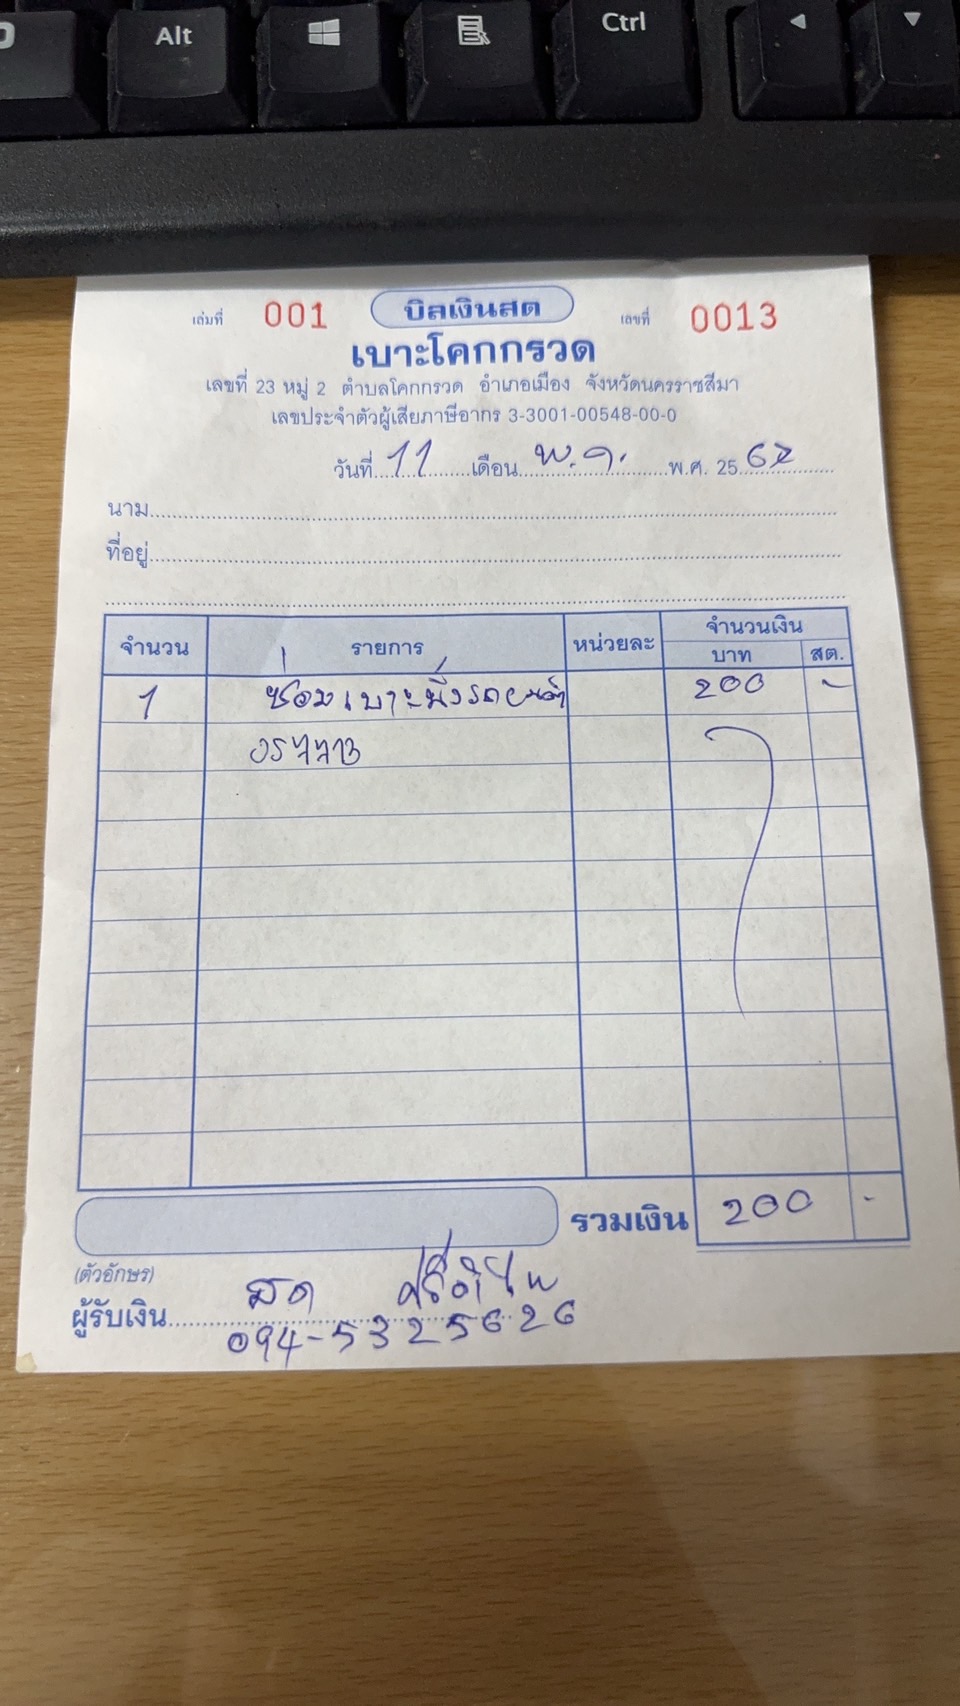 Alt
Ctrl
เล่มที่ 001 บิลเงินสด เลขที่ 0013
เบาะโคกกรวด
เลขที่ 23 หมู่ 2 ตำบลโคกกรวด อำเภอเมือง จังหวัดนครราชสีมา
เลขประจำตัวผู้เสียภาษีอากร 3-3001-00548-00-0
วันที่ 11 เดือน พ.ค. พ.ศ. 25 62
นาม
ที่อยู่
จำนวน รายการ หน่วยละ จำนวนเงิน
บาท สต.
1 ซ่อมเบาะนั่งรถยนต์ 200 -
รวมเงิน 200 -
(ตัวอักษร)
ผู้รับเงิน สด
094-5325626